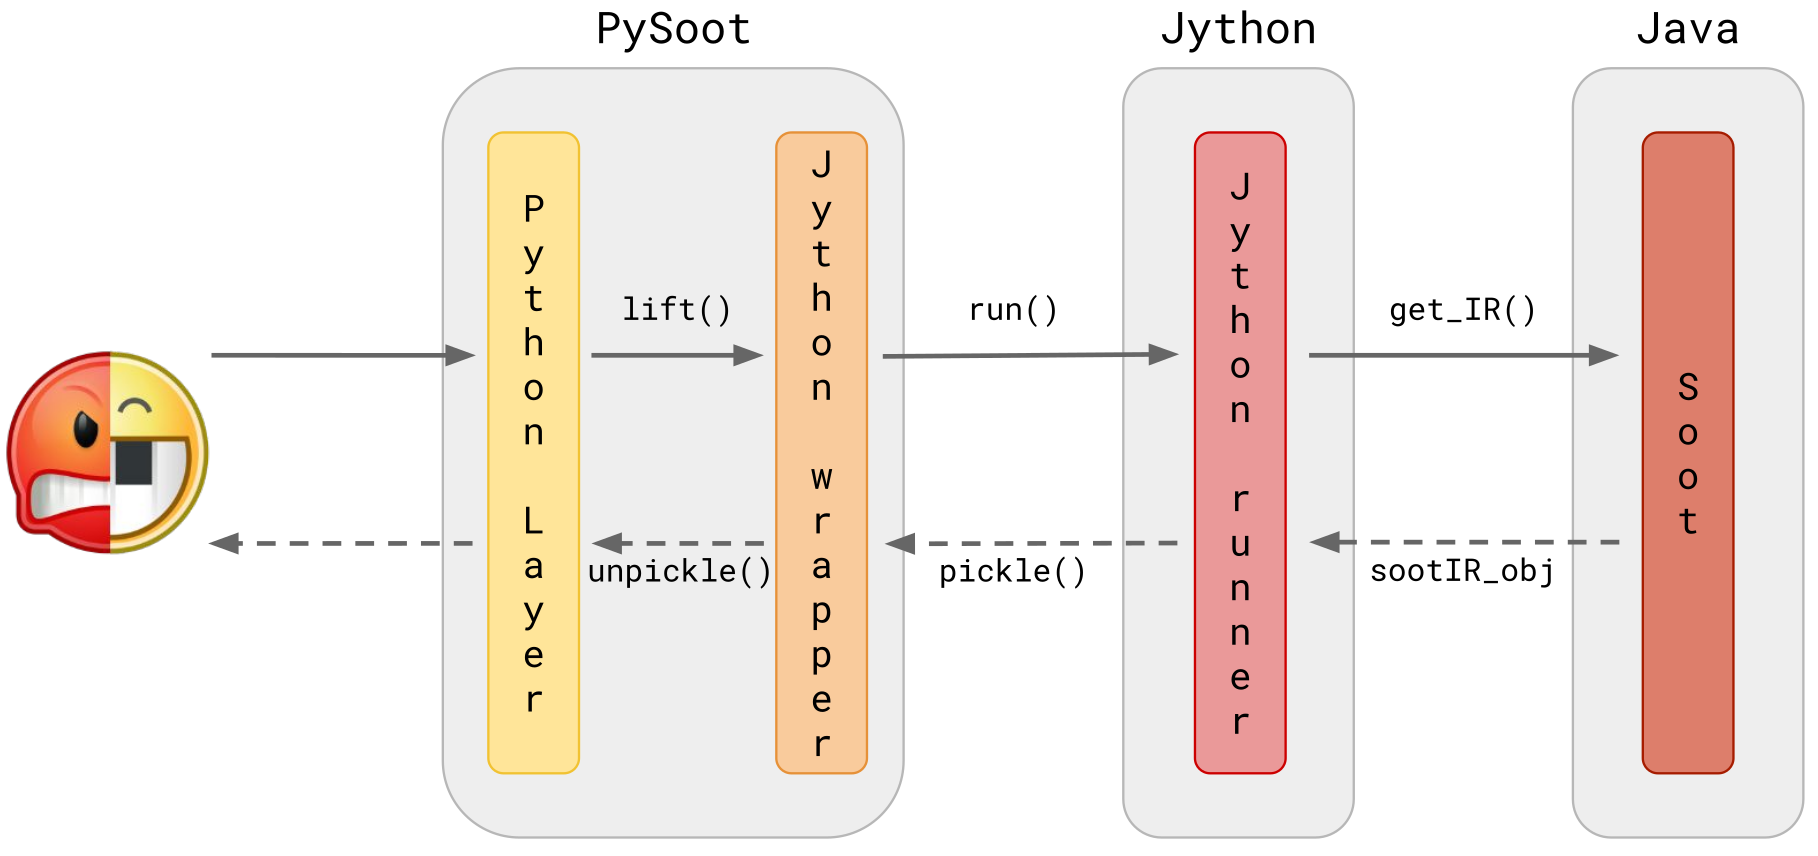 PySoot
Jython
Java
Python Layer
Jython wrapper
Jython runner
Soot
lift()
run()
get_IR()
unpickle()
pickle()
sootIR_obj